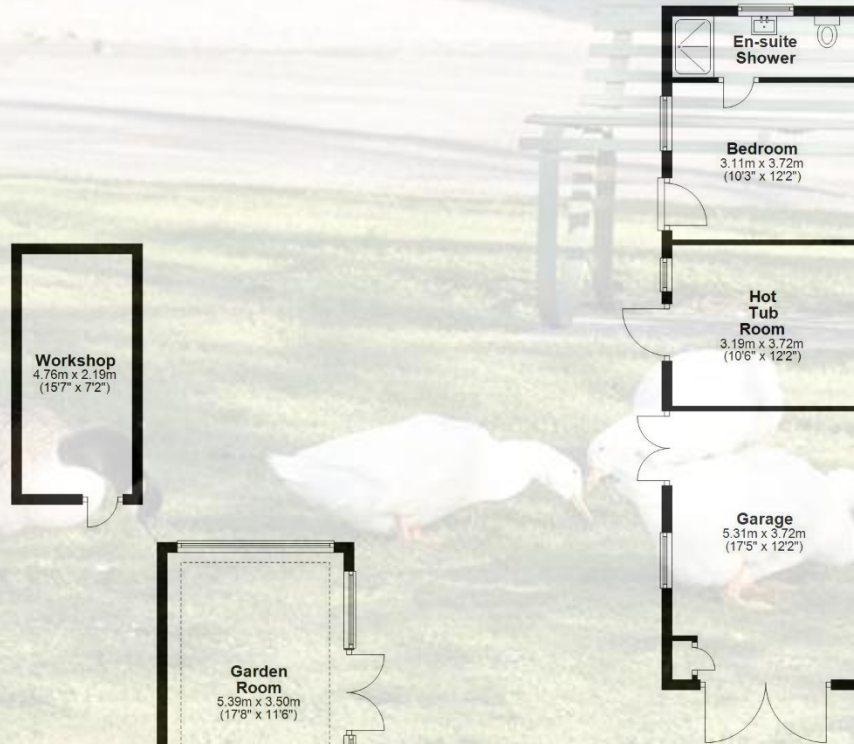 En-suite
Shower
Bedroom
3.11m x 3.72m
(10'3" x 12'2")
Hot
Tub
Room
3.19m x 3.72m
(10'6" x 12'2")
Workshop
4.76m x 2.19m
(15'7" x 7'2")
Garage
5.31m x 3.72m
(17'5" x 12'2")
Garden
Room
5.39m x 3.50m
(17'8" x 11'6")